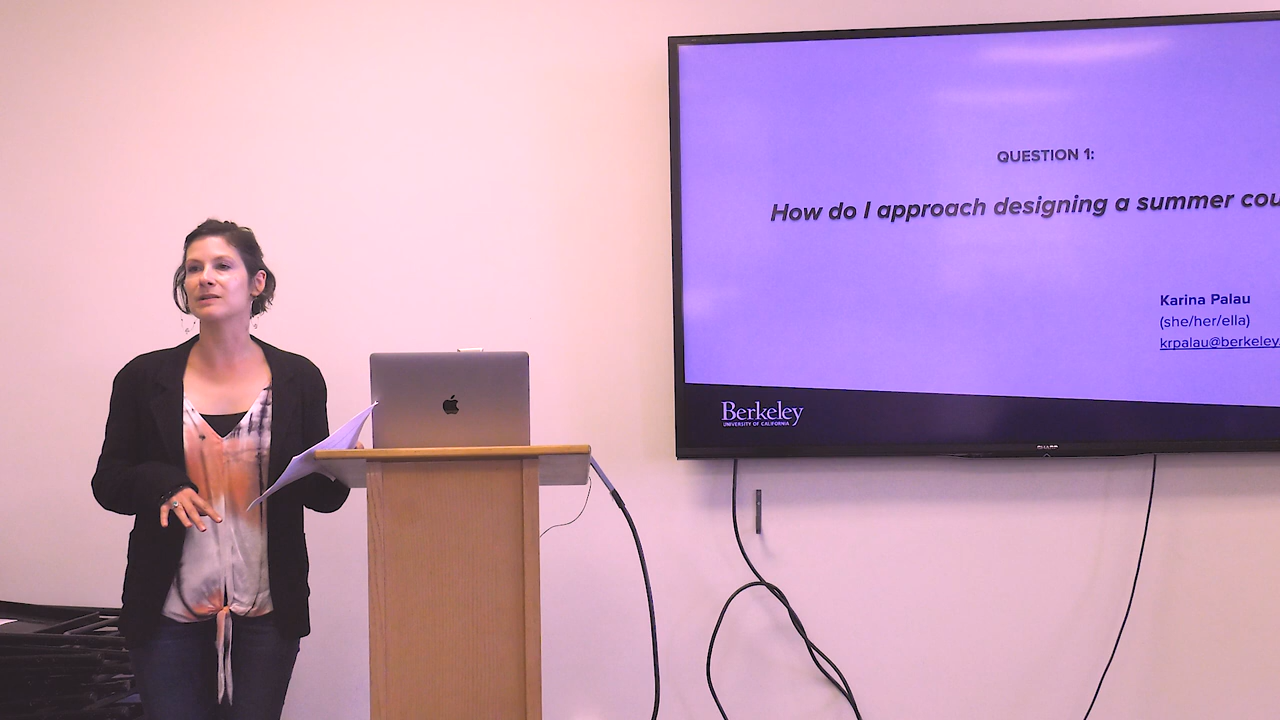 QUESTION 1:
How do I approach designing a summer cou
Karina Palau
(she/her/ella)
krpalau@berkeley.
Berkeley
UNIVERSITY OF CALIFORNIA
SHARP